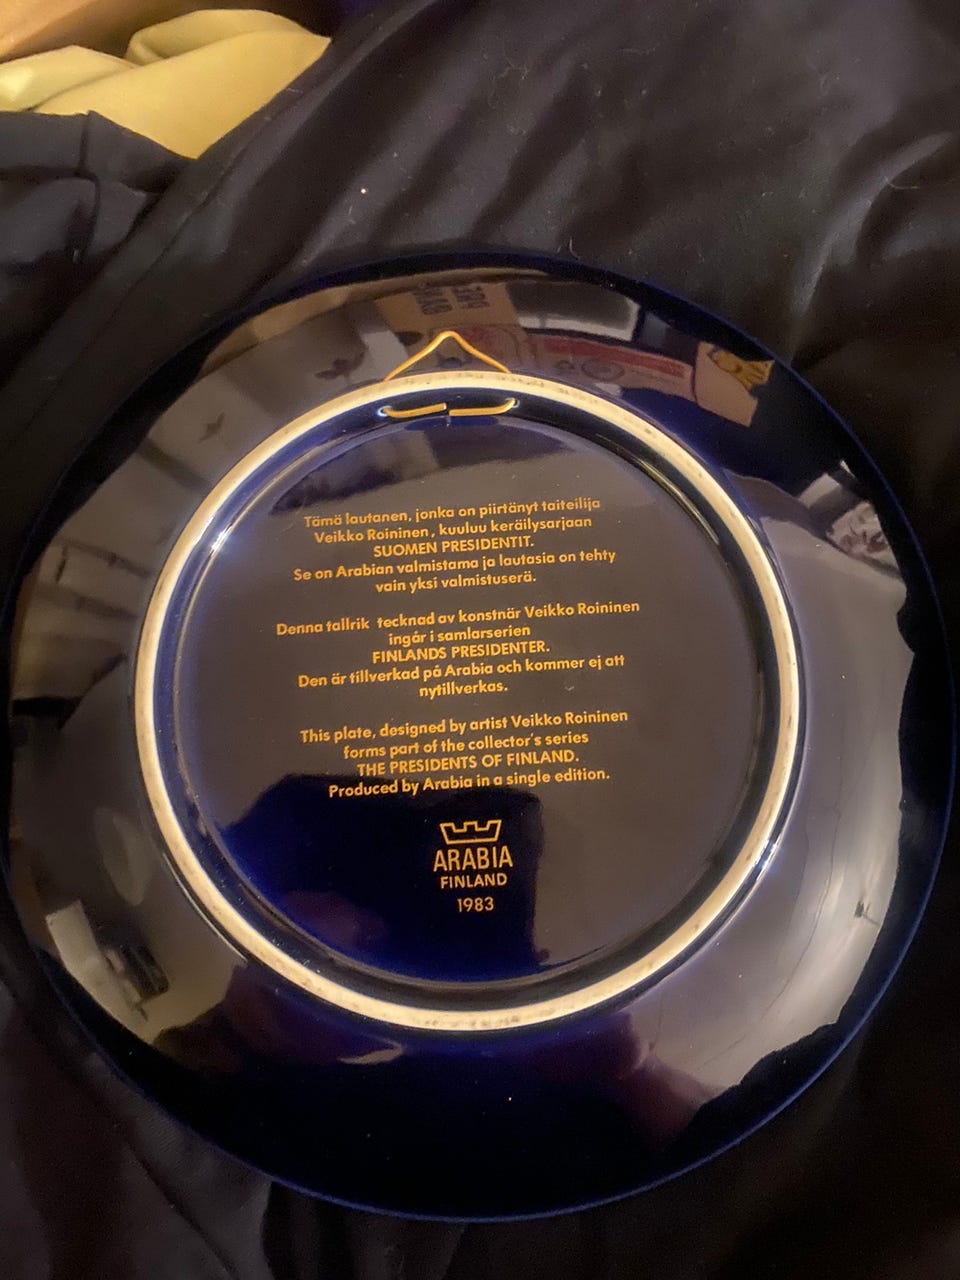 Tämä lautanen, jonka on piirtänyt taiteilija
Veikko Roininen, kuuluu keräilysarjaan
SUOMEN PRESIDENTIT.
Se on Arabian valmistama ja lautasia on tehty
vain yksi valmistuserä.
Denna tallrik tecknad av konstnär Veikko Roininen
ingår i samlarserien
FINLANDS PRESIDENTER.
Den är tillverkad på Arabia och kommer ej att
nytillverkas.
This plate, designed by artist Veikko Roininen
forms part of the collector's series
THE PRESIDENTS OF FINLAND.
Produced by Arabia in a single edition.
ARABIA
FINLAND
1983